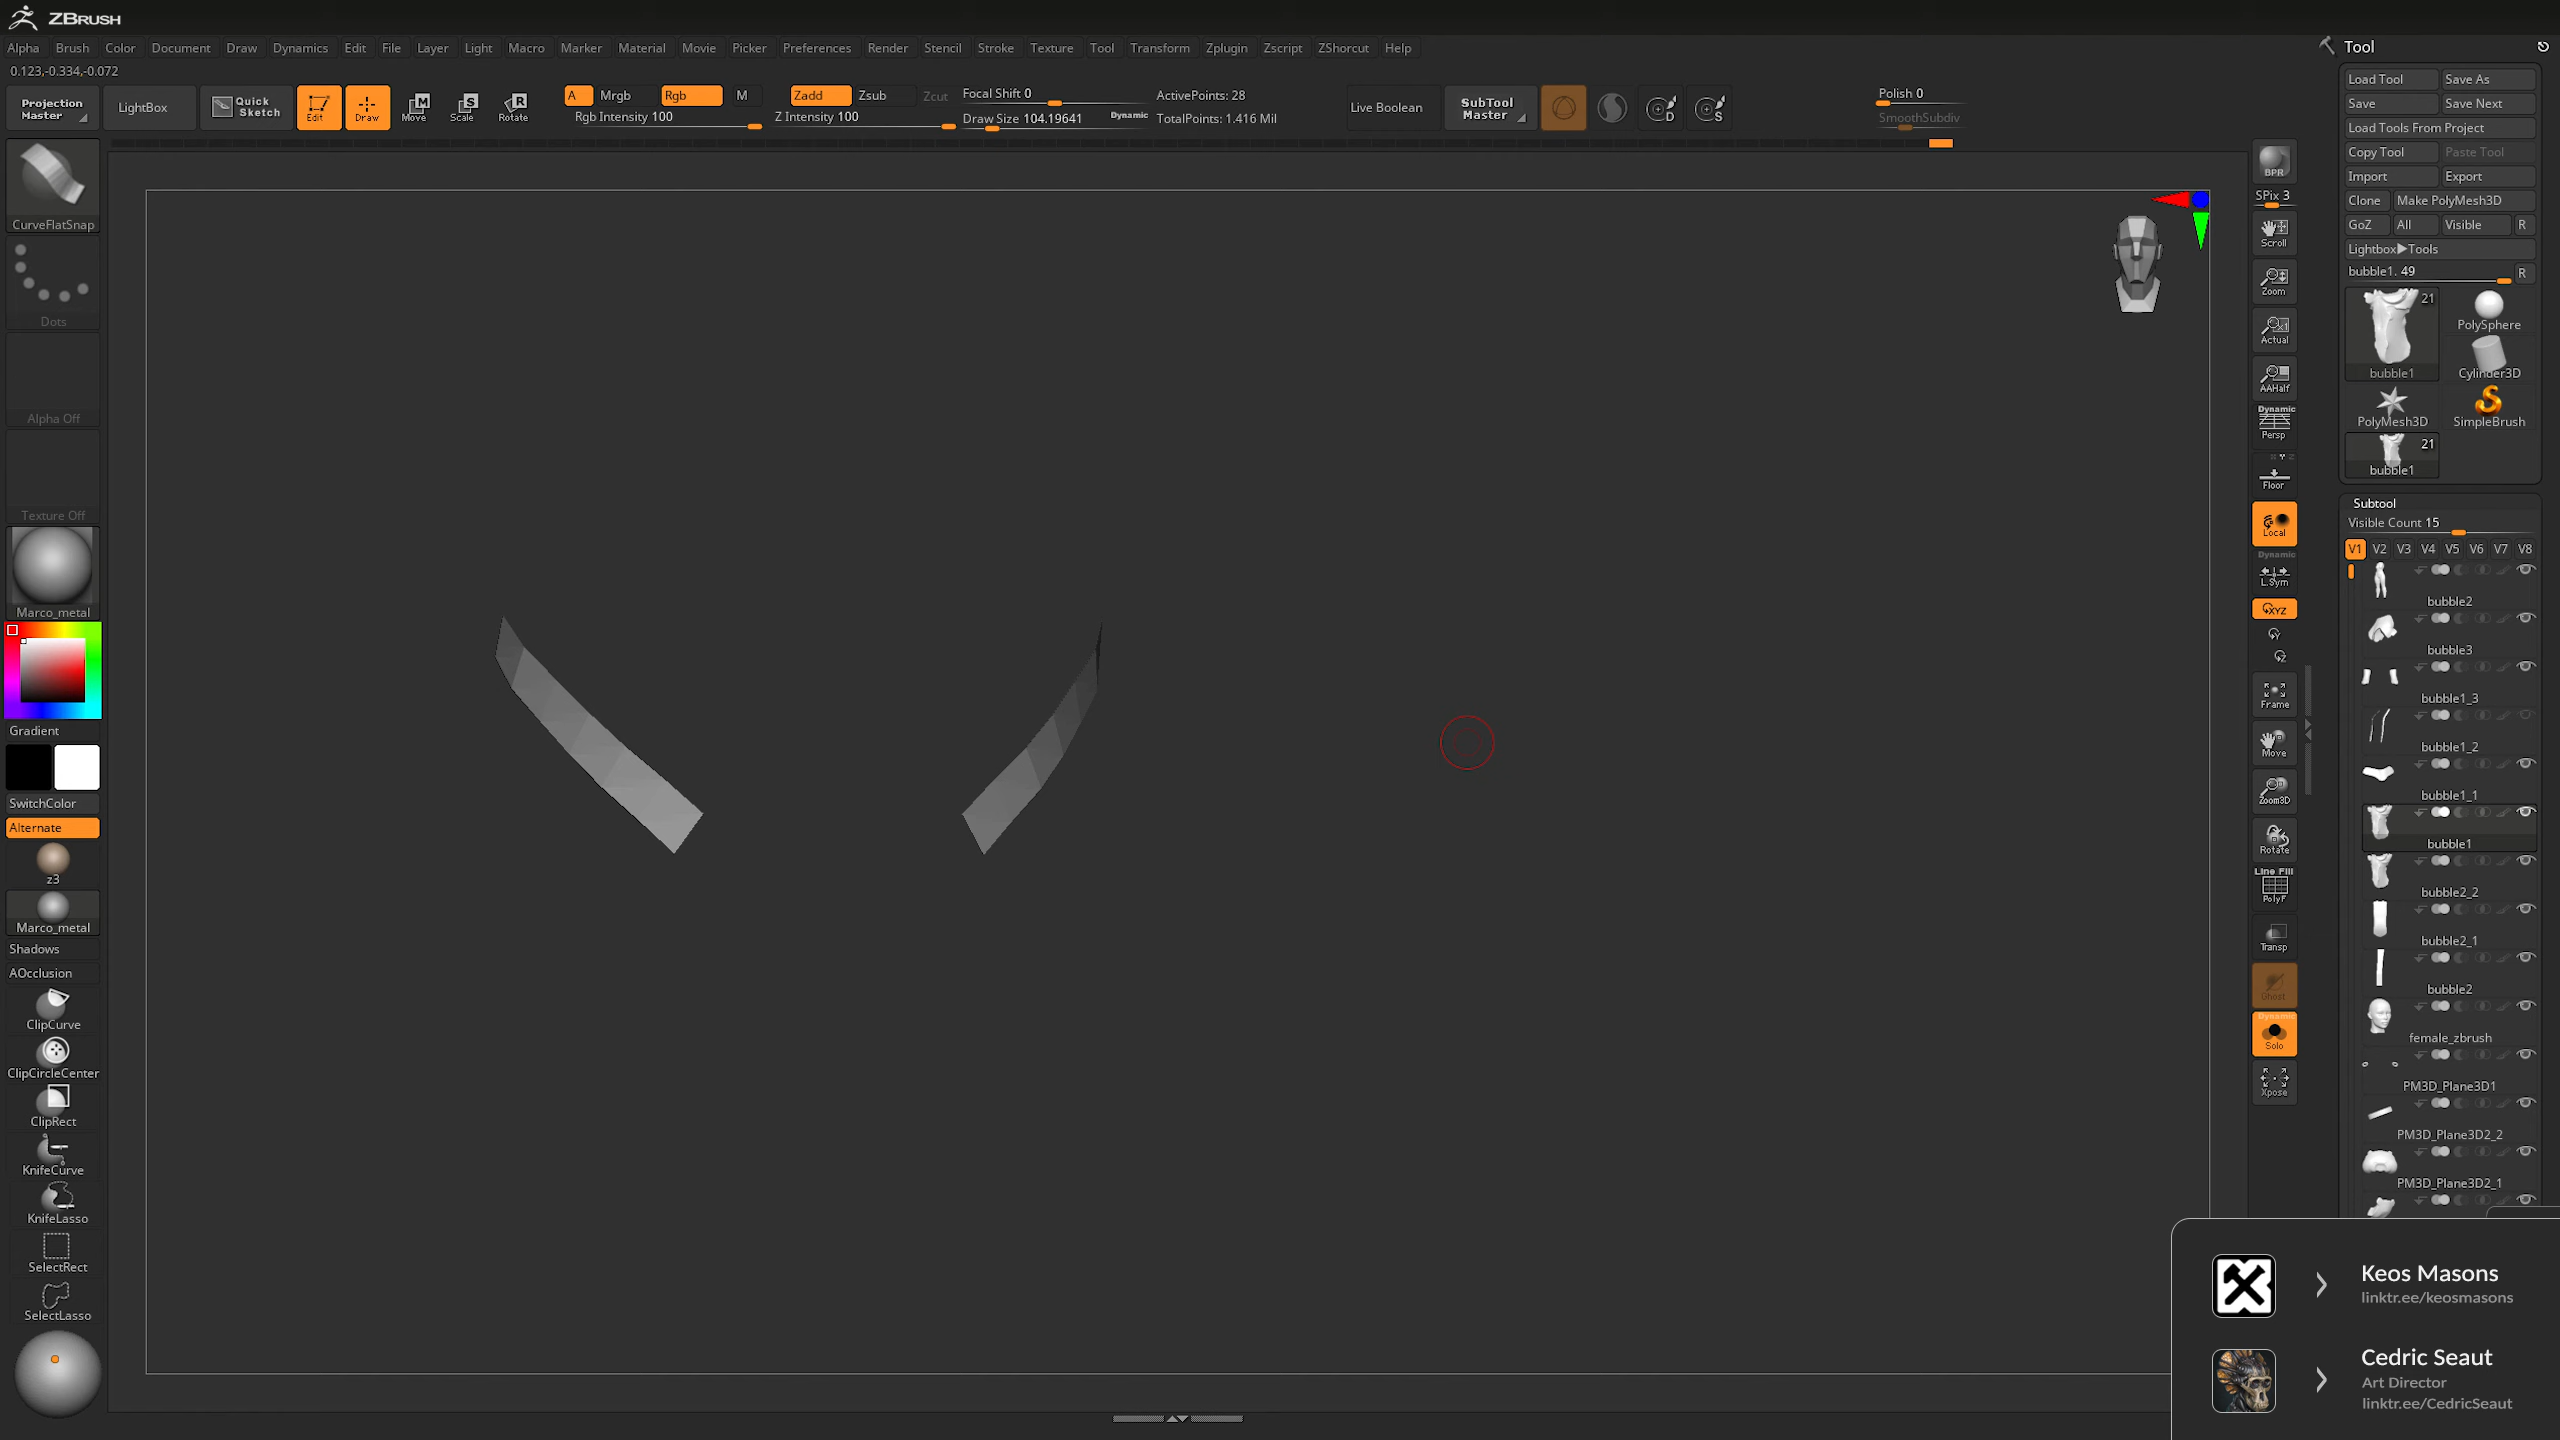 ZBRUSH
Alpha Brush Color Document Draw Dynamics Edit File Layer Light Macro Marker Material Movie Picker Preferences Render Stencil Stroke Texture Tool Transform Zplugin Zscript ZShorcut Help
0.123,-0.334,-0.072
Projection Master
LightBox
Quick Sketch
Edit
Draw
Move
Scale
Rotate
A Mrgb Rgb M
Rgb Intensity 100
Zadd Zsub Zcut
Z Intensity 100
Focal Shift 0
Draw Size 104.19641 Dynamic
ActivePoints: 28
TotalPoints: 1.416 Mil
Live Boolean
SubTool Master
Polish 0
SmoothSubdiv
CurveFlatSnap
Dots
Alpha Off
Texture Off
Marco_metal
Gradient
SwitchColor
Alternate
z3
Marco_metal
Shadows
AOcclusion
ClipCurve
ClipCircleCenter
ClipRect
KnifeCurve
KnifeLasso
SelectRect
SelectLasso
BPR
SPix 3
Scroll
Zoom
Actual
AAHalf
Dynamic
Persp
Floor
Local
Dynamic
L.Sym
XYZ
Y
Z
Frame
Move
Zoom3D
Rotate
Line Fill
PolyF
Transp
Ghost
Dynamic
Solo
Xpose
Tool
Load Tool Save As
Save Save Next
Load Tools From Project
Copy Tool Paste Tool
Import Export
Clone Make PolyMesh3D
GoZ All Visible R
Lightbox▶Tools
bubble1. 49 R
21
bubble1
PolySphere
Cylinder3D
PolyMesh3D
SimpleBrush
21
bubble1
Subtool
Visible Count 15
V1 V2 V3 V4 V5 V6 V7 V8
bubble2
bubble3
bubble1_3
bubble1_2
bubble1_1
bubble1
bubble2_2
bubble2_1
bubble2
female_zbrush
PM3D_Plane3D1
PM3D_Plane3D2_2
PM3D_Plane3D2_1
Keos Masons
linktr.ee/keosmasons
Cedric Seaut
Art Director
linktr.ee/CedricSeaut